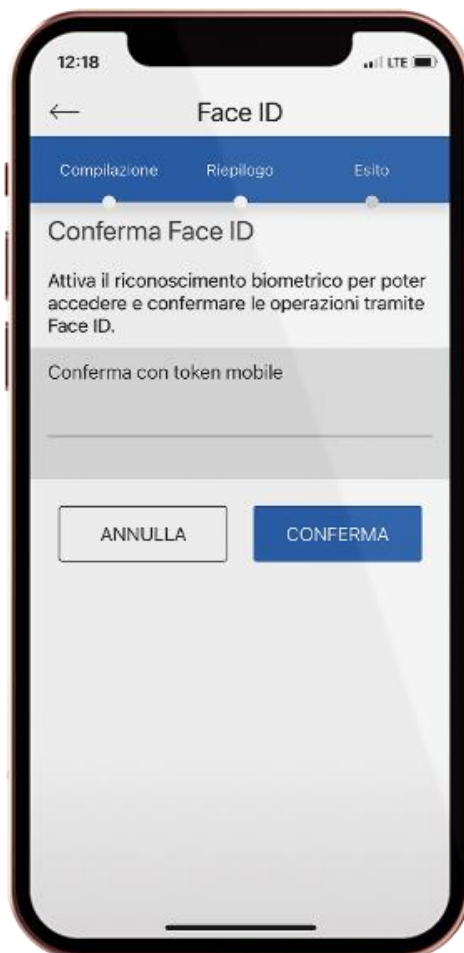 12:18
LTE
Face ID
Compilazione Riepilogo Esito
Conferma Face ID
Attiva il riconoscimento biometrico per poter
accedere e confermare le operazioni tramite
Face ID.
Conferma con token mobile
ANNULLA CONFERMA